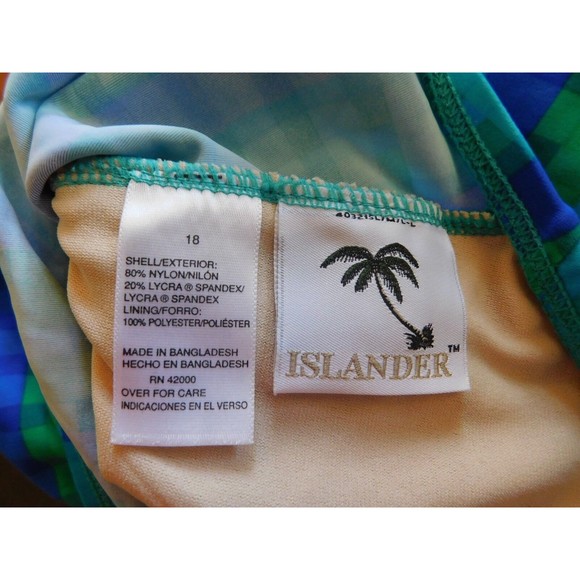 18
SHELL/EXTERIOR:
80% NYLON/NILÓN
20% LYCRA ® SPANDEX/
LYCRA ® SPANDEX
LINING/FORRO:
100% POLYESTER/POLIÉSTER
MADE IN BANGLADESH
HECHO EN BANGLADESH
RN 42000
OVER FOR CARE
INDICACIONES EN EL VERSO
ISLANDER™